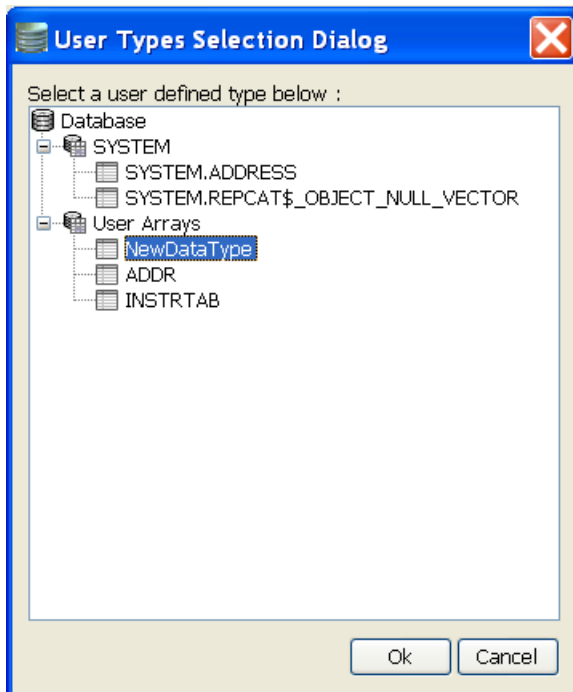 User Types Selection Dialog
Select a user defined type below :
Database
SYSTEM
SYSTEM.ADDRESS
SYSTEM.REPCAT$_OBJECT_NULL_VECTOR
User Arrays
NewDataType
ADDR
INSTRTAB
Ok Cancel